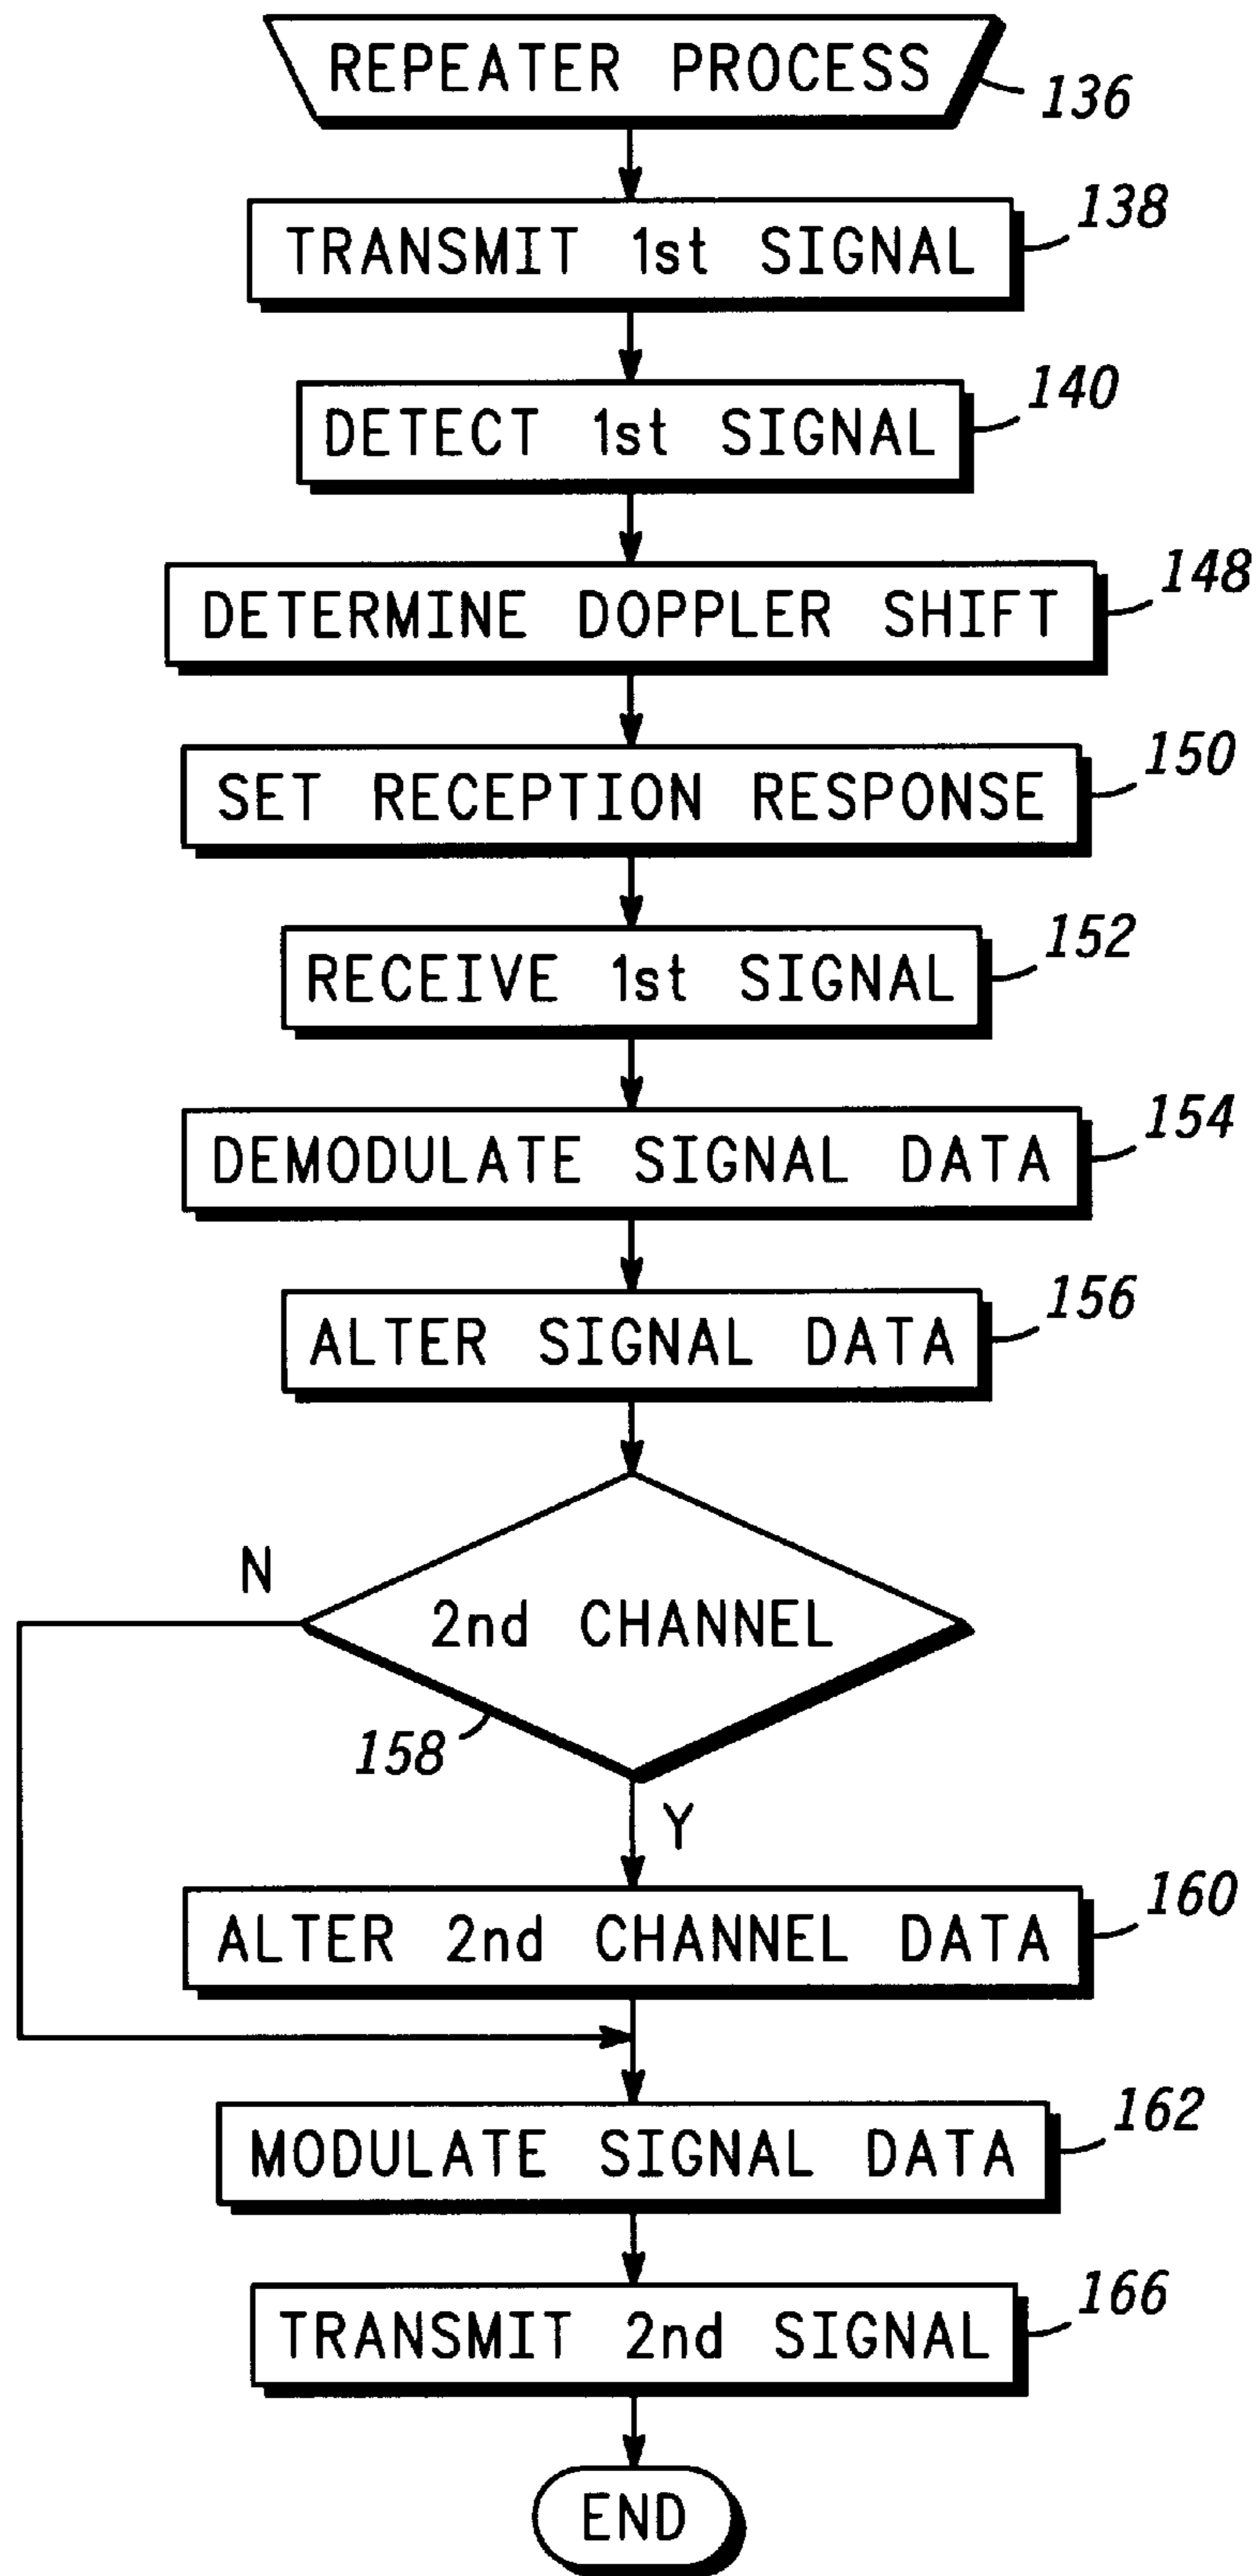 REPEATER PROCESS
136
TRANSMIT 1st SIGNAL
138
DETECT 1st SIGNAL
140
DETERMINE DOPPLER SHIFT
148
SET RECEPTION RESPONSE
150
RECEIVE 1st SIGNAL
152
DEMODULATE SIGNAL DATA
154
ALTER SIGNAL DATA
156
N
2nd CHANNEL
158
Y
ALTER 2nd CHANNEL DATA
160
MODULATE SIGNAL DATA
162
TRANSMIT 2nd SIGNAL
166
END